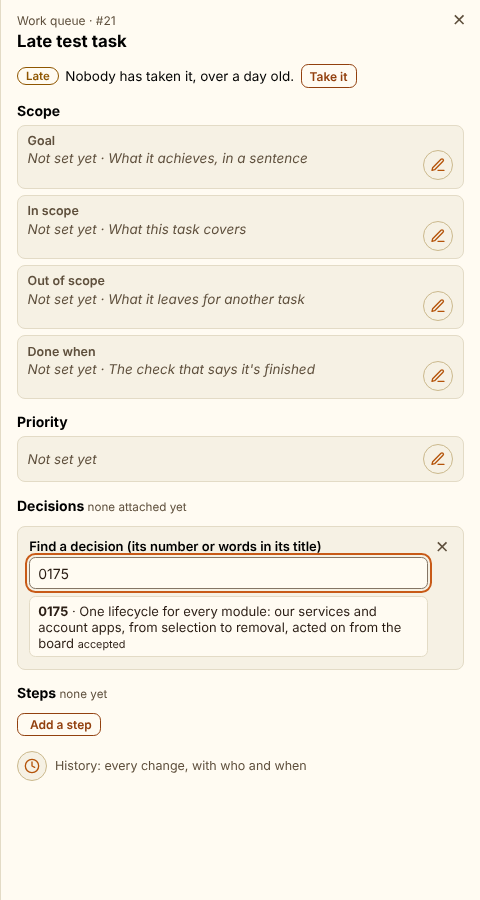 Work queue · #21
Late test task
Late Nobody has taken it, over a day old. Take it
Scope
Goal
Not set yet · What it achieves, in a sentence
In scope
Not set yet · What this task covers
Out of scope
Not set yet · What it leaves for another task
Done when
Not set yet · The check that says it's finished
Priority
Not set yet
Decisions none attached yet
Find a decision (its number or words in its title)
0175
0175 · One lifecycle for every module: our services and
account apps, from selection to removal, acted on from the
board accepted
Steps none yet
Add a step
History: every change, with who and when